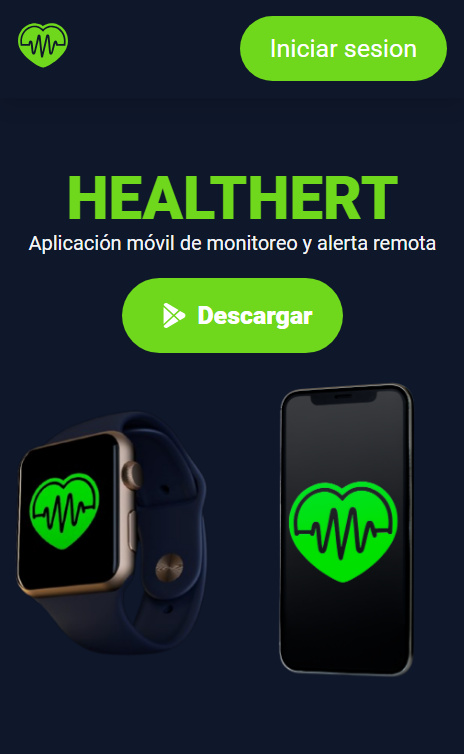 Iniciar sesion
HEALTHERT
Aplicación móvil de monitoreo y alerta remota
Descargar